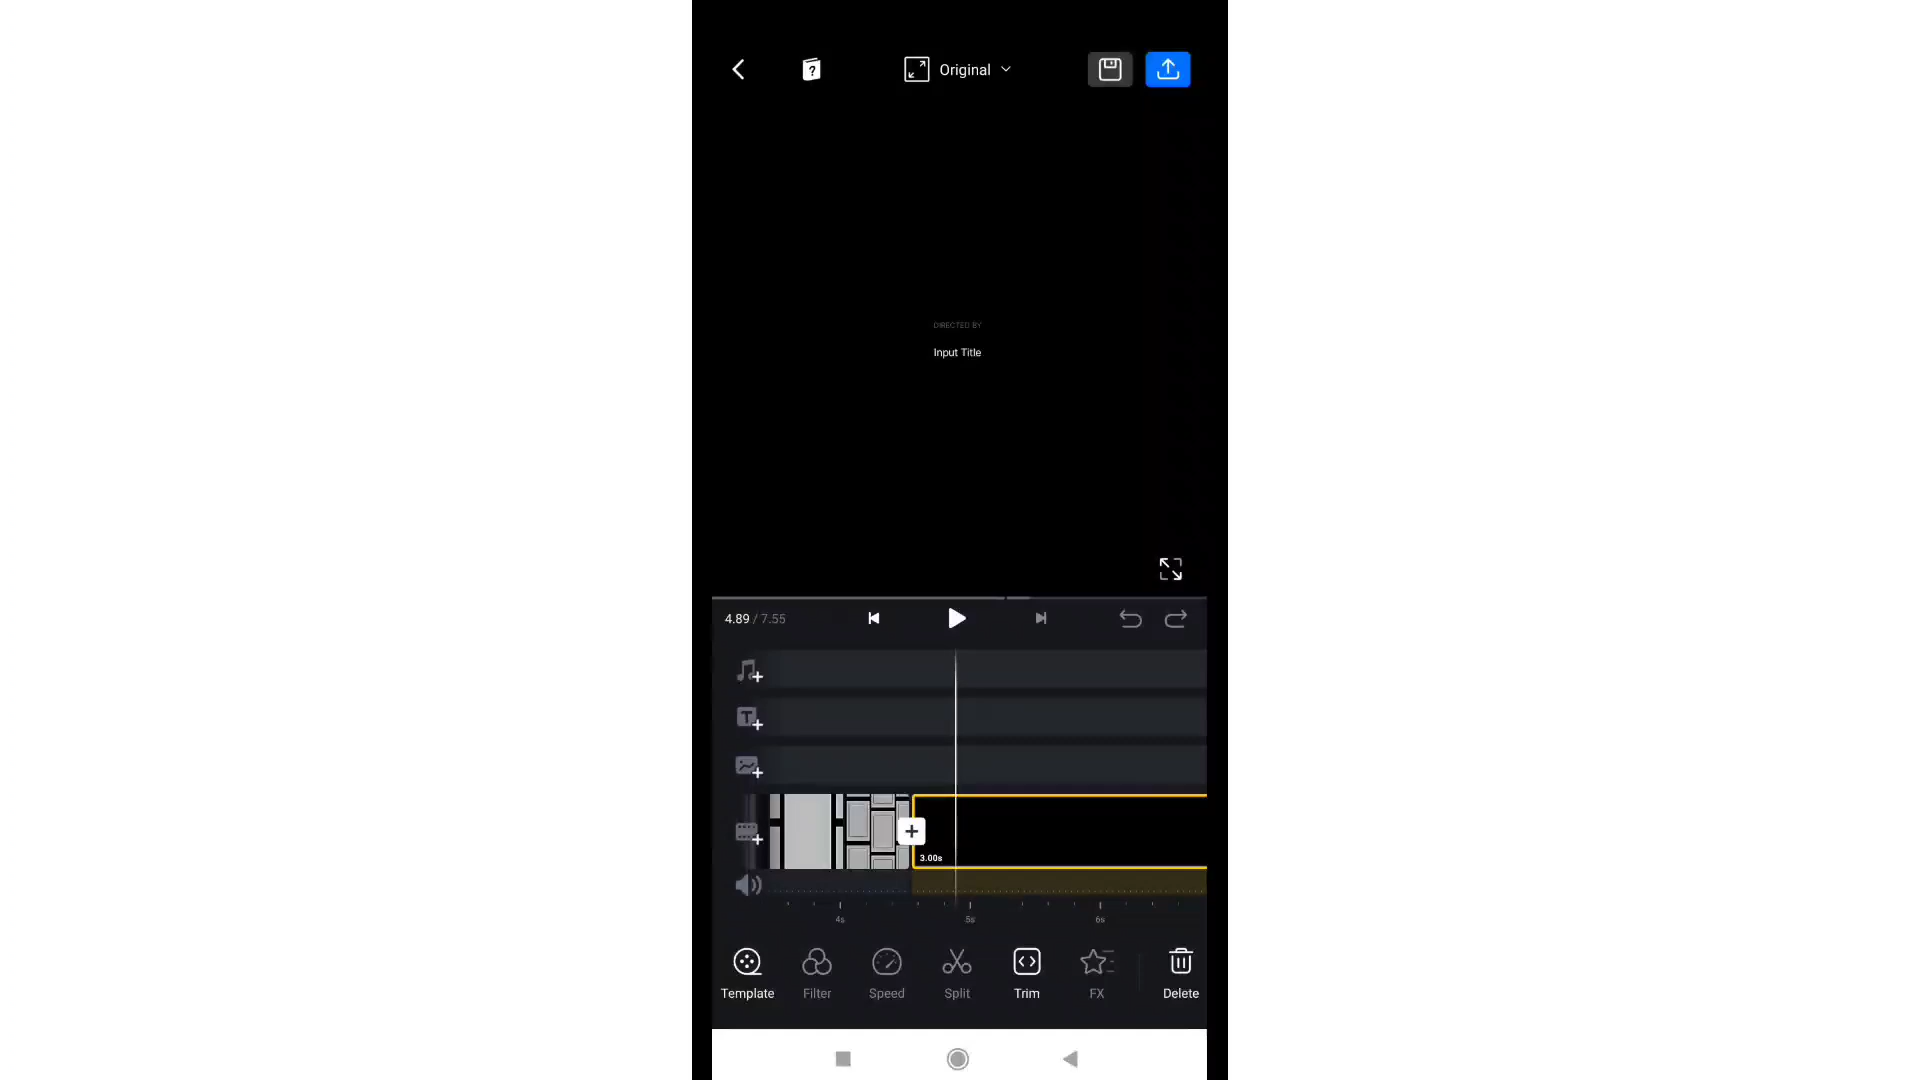 Original
DIRECTED BY
Input Title
4.89 / 7.55
3.00s
4s 5s 6s
Template Filter Speed Split Trim FX Delete